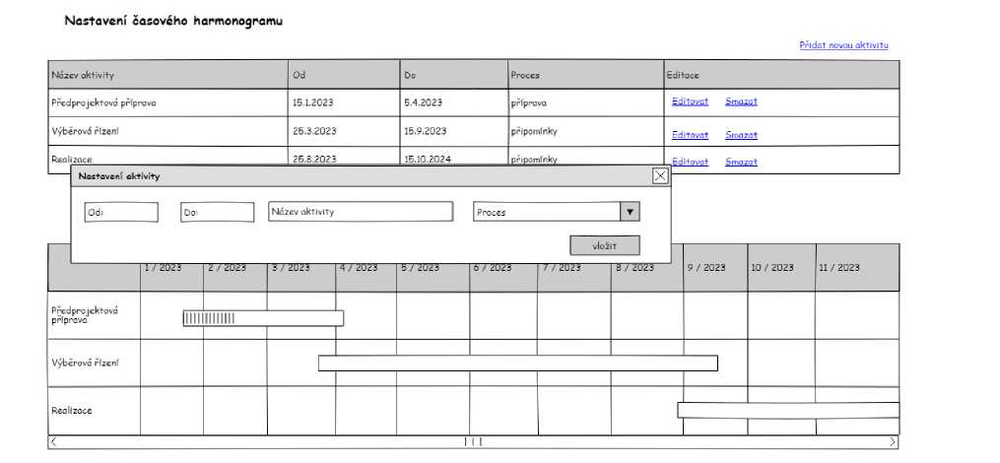 Nastavení časového harmonogramu
Přidat novou aktivitu
Název aktivity Od Do Proces Editace
Předprojektová příprava 15.1.2023 5.4.2023 příprava Editovat Smazat
Výběrová řízení 25.3.2023 15.9.2023 připomínky Editovat Smazat
Realizace 25.8.2023 15.10.2024 připomínky Editovat Smazat
Nastavení aktivity
Od: Do: Název aktivity Proces
vložit
1 / 2023 2 / 2023 3 / 2023 4 / 2023 5 / 2023 6 / 2023 7 / 2023 8 / 2023 9 / 2023 10 / 2023 11 / 2023
Předprojektová
příprava
Výběrová řízení
Realizace